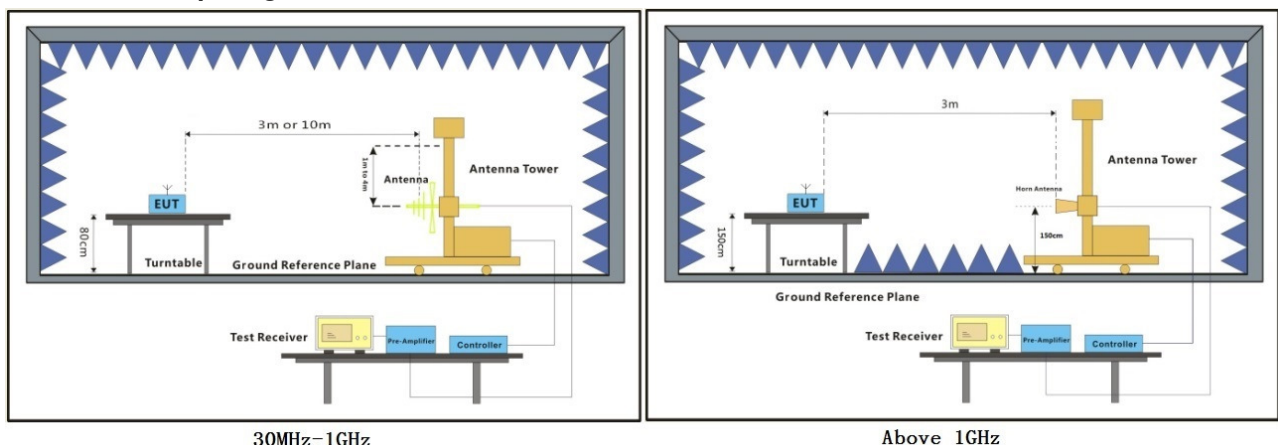 3m or 10m
1m to 4m
Antenna
Antenna Tower
EUT
80cm
Turntable
Ground Reference Plane
Test Receiver
Pre-Amplifier
Controller
30MHz-1GHz
3m
Antenna Tower
Horn Antenna
EUT
150cm
150cm
Turntable
Ground Reference Plane
Test Receiver
Pre-Amplifier
Controller
Above 1GHz